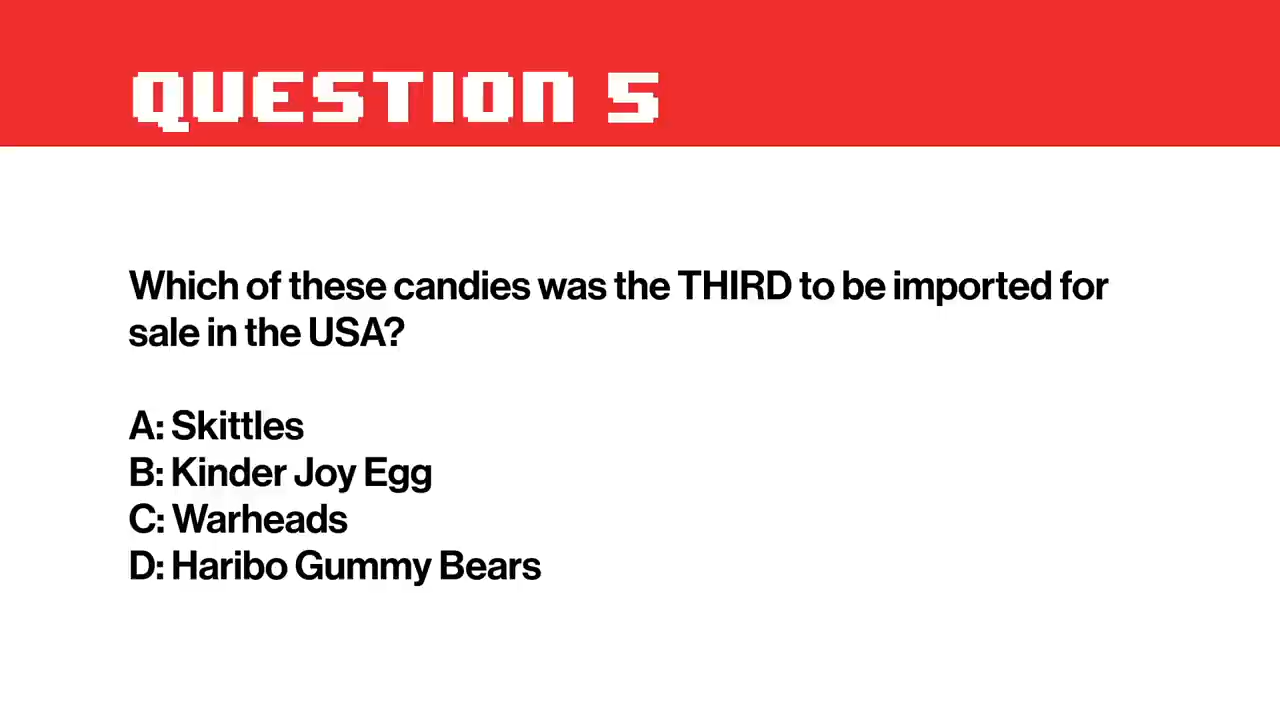 QUESTION 5
Which of these candies was the THIRD to be imported for
sale in the USA?
A: Skittles
B: Kinder Joy Egg
C: Warheads
D: Haribo Gummy Bears